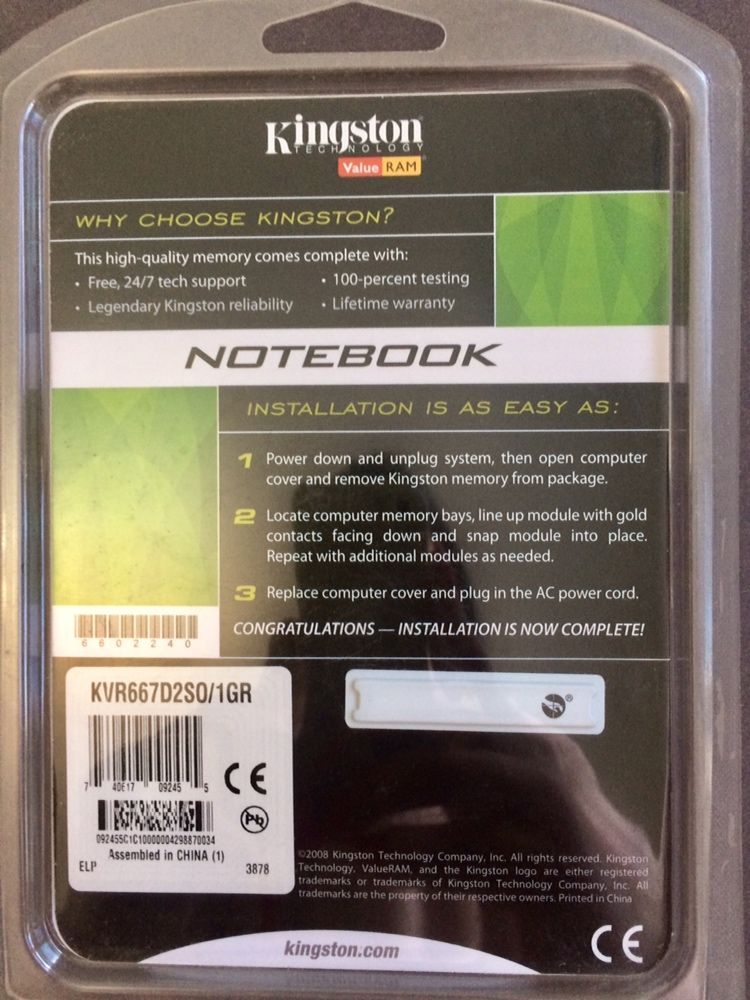 Kingston
TECHNOLOGY
Value RAM
WHY CHOOSE KINGSTON?
This high-quality memory comes complete with:
• Free, 24/7 tech support • 100-percent testing
• Legendary Kingston reliability • Lifetime warranty
NOTEBOOK
INSTALLATION IS AS EASY AS:
1 Power down and unplug system, then open computer
cover and remove Kingston memory from package.
2 Locate computer memory bays, line up module with gold
contacts facing down and snap module into place.
Repeat with additional modules as needed.
3 Replace computer cover and plug in the AC power cord.
CONGRATULATIONS — INSTALLATION IS NOW COMPLETE!
6602240
KVR667D2SO/1GR
7 40617 09245 5
CE
Pb
092455C1C10000004298870034
Assembled in CHINA (1)
ELP 3878
®
©2008 Kingston Technology Company, Inc. All rights reserved. Kingston
Technology, ValueRAM, and the Kingston logo are either registered
trademarks or trademarks of Kingston Technology Company, Inc. All
trademarks are the property of their respective owners. Printed in China
kingston.com
CE